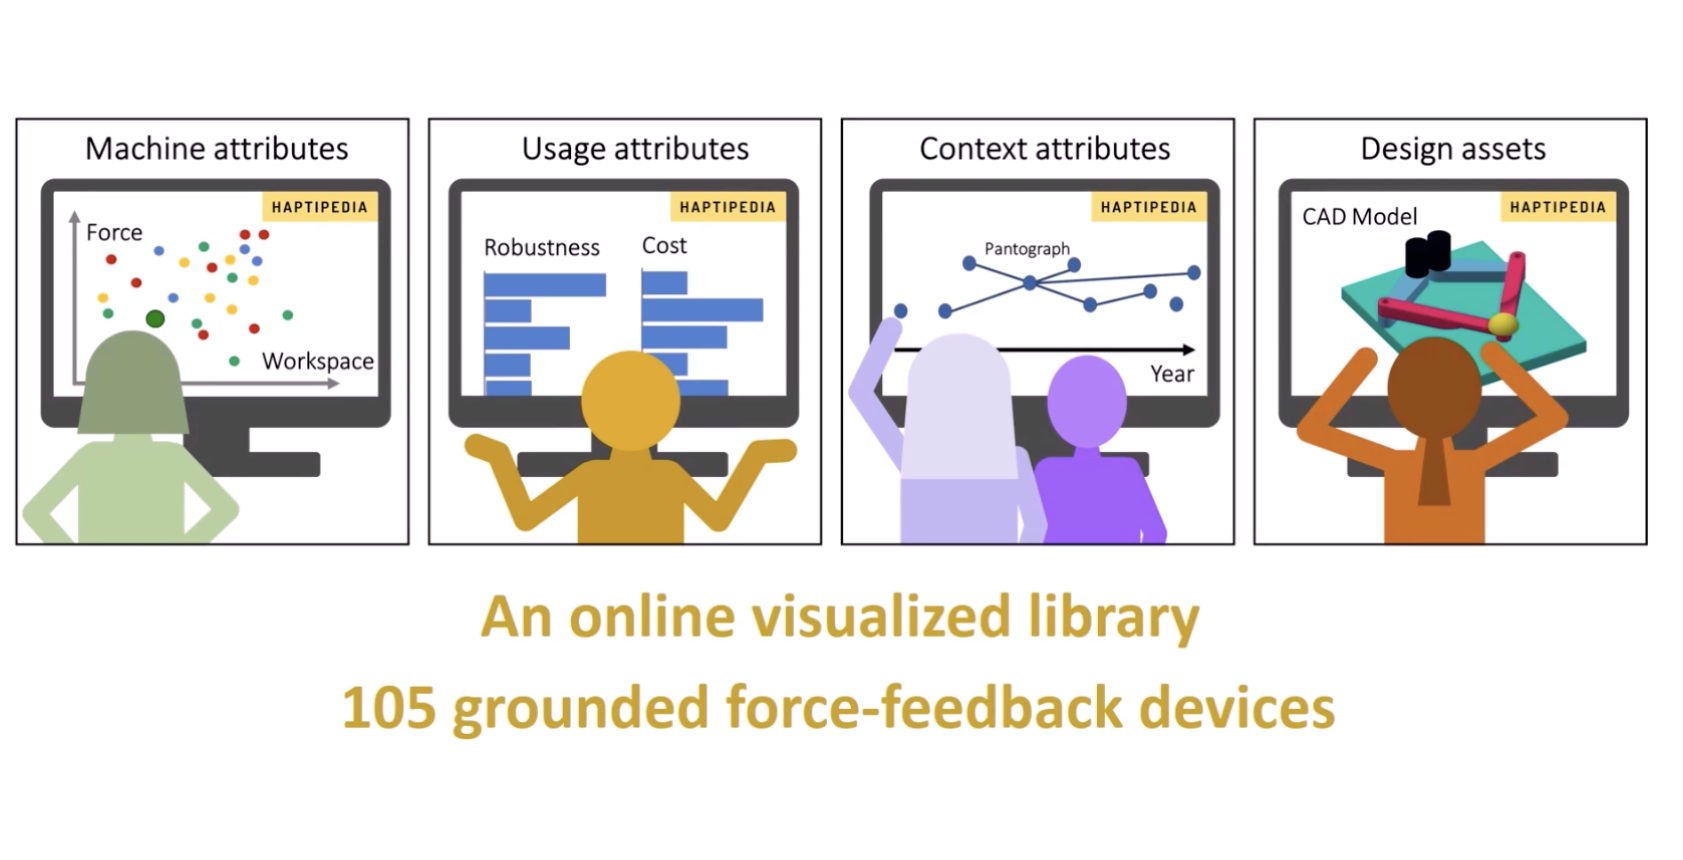 Machine attributes
HAPTIPEDIA
Force
Workspace
Usage attributes
HAPTIPEDIA
Robustness
Cost
Context attributes
HAPTIPEDIA
Pantograph
Year
Design assets
HAPTIPEDIA
CAD Model
An online visualized library
105 grounded force-feedback devices